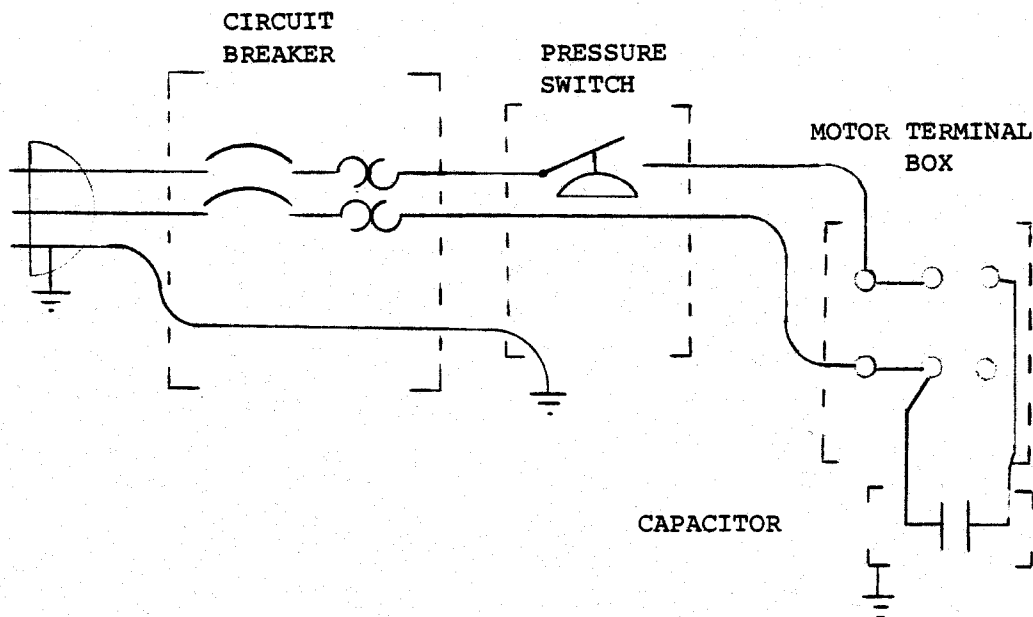 CIRCUIT
BREAKER
PRESSURE
SWITCH
MOTOR TERMINAL
BOX
CAPACITOR